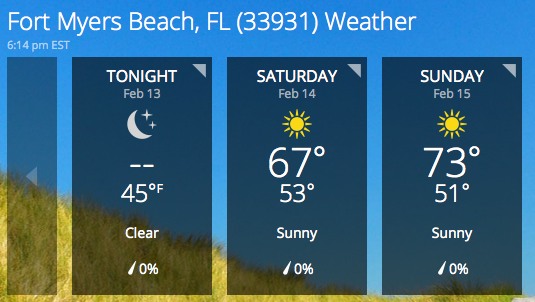 Fort Myers Beach, FL (33931) Weather
6:14 pm EST
TONIGHT
Feb 13
--
45°F
Clear
0%
SATURDAY
Feb 14
67°
53°
Sunny
0%
SUNDAY
Feb 15
73°
51°
Sunny
0%